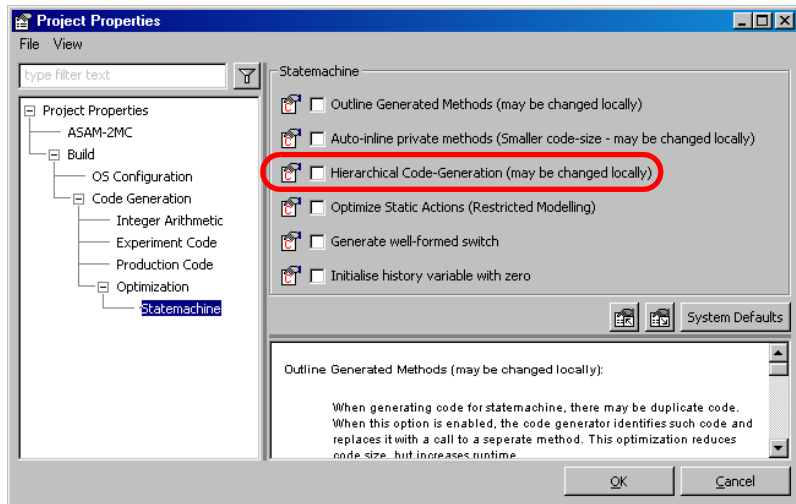 Project Properties
File View
type filter text
Project Properties
ASAM-2MC
Build
OS Configuration
Code Generation
Integer Arithmetic
Experiment Code
Production Code
Optimization
Statemachine
Statemachine
Outline Generated Methods (may be changed locally)
Auto-inline private methods (Smaller code-size - may be changed locally)
Hierarchical Code-Generation (may be changed locally)
Optimize Static Actions (Restricted Modelling)
Generate well-formed switch
Initialise history variable with zero
System Defaults
Outline Generated Methods (may be changed locally):
When generating code for statemachine, there may be duplicate code.
When this option is enabled, the code generator identifies such code and
replaces it with a call to a seperate method. This optimization reduces
code size, but increases runtime.
OK
Cancel